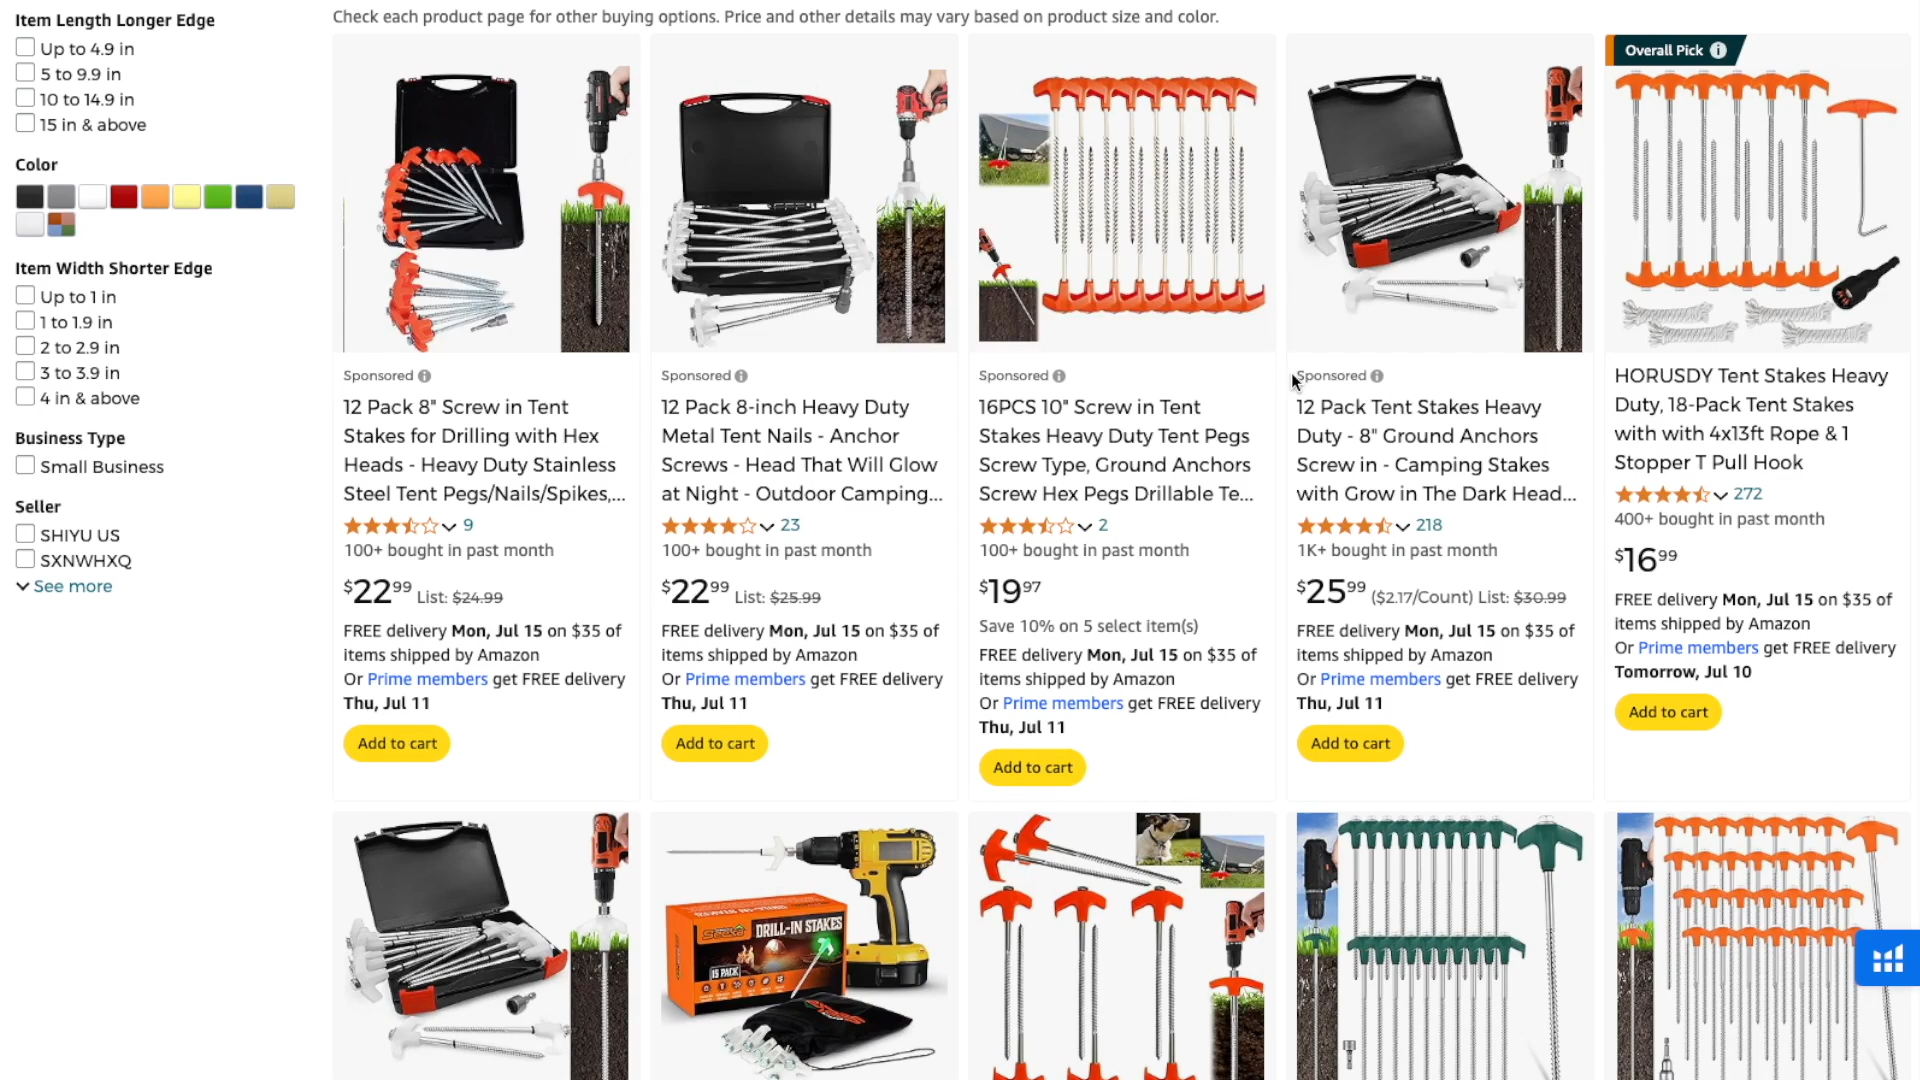 Item Length Longer Edge
Up to 4.9 in
5 to 9.9 in
10 to 14.9 in
15 in & above
Color
Item Width Shorter Edge
Up to 1 in
1 to 1.9 in
2 to 2.9 in
3 to 3.9 in
4 in & above
Business Type
Small Business
Seller
SHIYU US
SXNWHXQ
See more
Check each product page for other buying options. Price and other details may vary based on product size and color.
Sponsored
12 Pack 8" Screw in Tent
Stakes for Drilling with Hex
Heads - Heavy Duty Stainless
Steel Tent Pegs/Nails/Spikes,...
9
100+ bought in past month
$22.99 List: $24.99
FREE delivery Mon, Jul 15 on $35 of
items shipped by Amazon
Or Prime members get FREE delivery
Thu, Jul 11
Add to cart
Sponsored
12 Pack 8-inch Heavy Duty
Metal Tent Nails - Anchor
Screws - Head That Will Glow
at Night - Outdoor Camping...
23
100+ bought in past month
$22.99 List: $25.99
FREE delivery Mon, Jul 15 on $35 of
items shipped by Amazon
Or Prime members get FREE delivery
Thu, Jul 11
Add to cart
Sponsored
16PCS 10" Screw in Tent
Stakes Heavy Duty Tent Pegs
Screw Type, Ground Anchors
Screw Hex Pegs Drillable Te...
2
100+ bought in past month
$19.97
Save 10% on 5 select item(s)
FREE delivery Mon, Jul 15 on $35 of
items shipped by Amazon
Or Prime members get FREE delivery
Thu, Jul 11
Add to cart
Sponsored
12 Pack Tent Stakes Heavy
Duty - 8" Ground Anchors
Screw in - Camping Stakes
with Grow in The Dark Head...
218
1K+ bought in past month
$25.99 ($2.17/Count) List: $30.99
FREE delivery Mon, Jul 15 on $35 of
items shipped by Amazon
Or Prime members get FREE delivery
Thu, Jul 11
Add to cart
Overall Pick
HORUSDY Tent Stakes Heavy
Duty, 18-Pack Tent Stakes
with with 4x13ft Rope & 1
Stopper T Pull Hook
272
400+ bought in past month
$16.99
FREE delivery Mon, Jul 15 on $35 of
items shipped by Amazon
Or Prime members get FREE delivery
Tomorrow, Jul 10
Add to cart
DRILL-IN STAKES
15 PACK